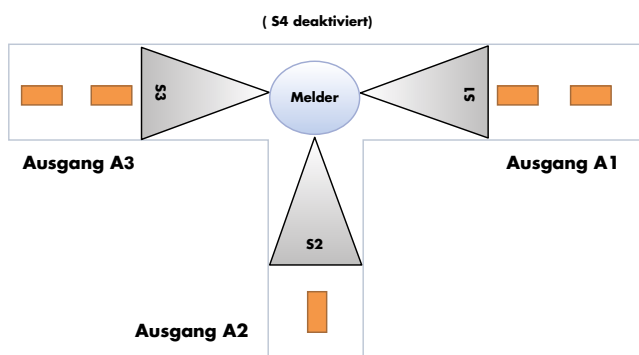 ( S4 deaktiviert)
S3
Melder
S1
Ausgang A3
Ausgang A1
S2
Ausgang A2